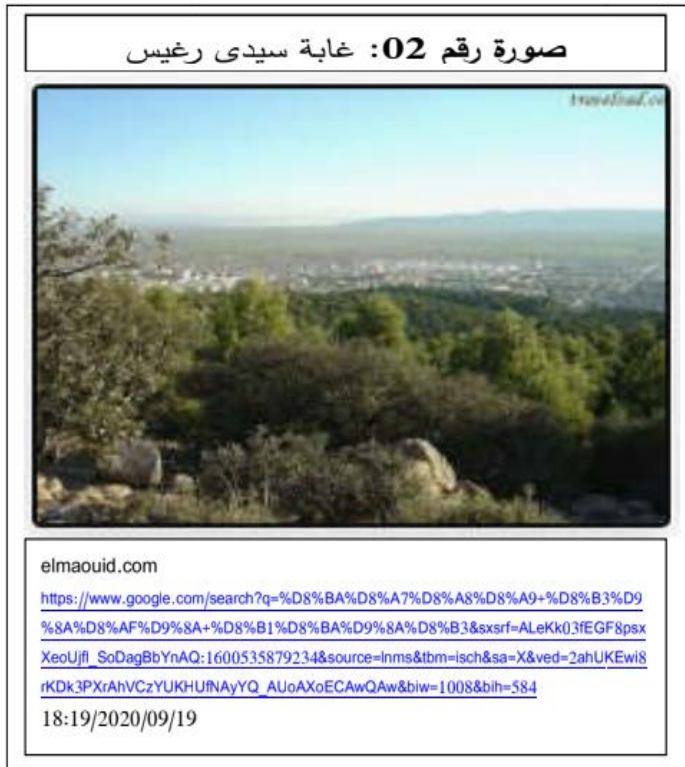 صورة رقم 02: غابة سيدى رغيس
elmaouid.com
https://www.google.com/search?q=%D8%BA%D8%A7%D8%A8%D8%A9+%D8%B3%D9
%8A%D8%AF%D9%8A+%D8%B1%D8%BA%D9%8A%D8%B3&sxsrf=ALeKk03fEGF8psx
XeoUjfl_SoDagBbYnAQ:1600535879234&source=lnms&tbm=isch&sa=X&ved=2ahUKEwi8
rKDk3PXrAhVCzYUKHUfNAyYQ_AUoAXoECAwQAw&biw=1008&bih=584
18:19/2020/09/19